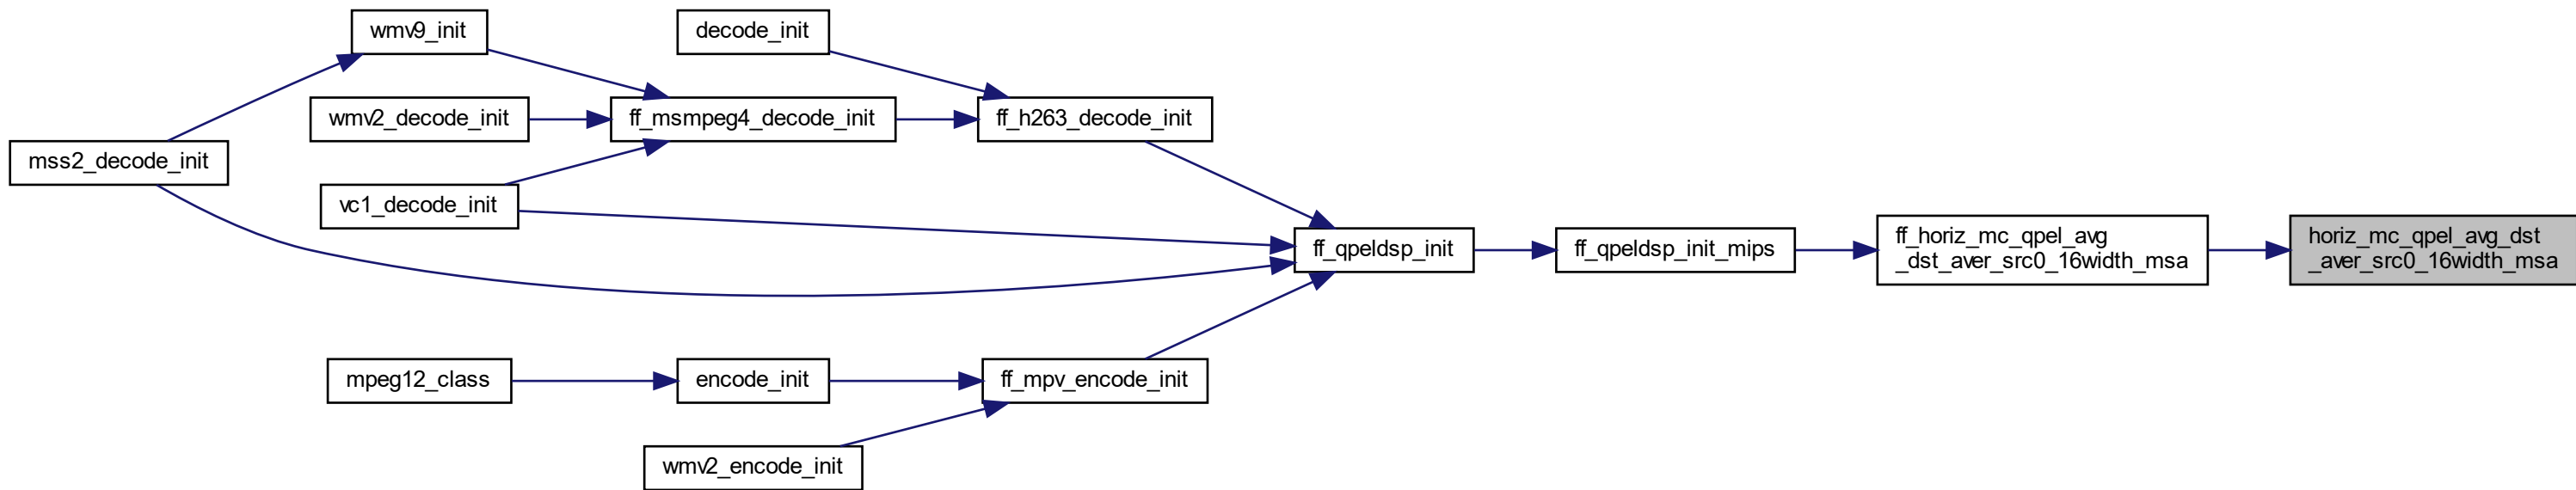 wmv9_init
decode_init
wmv2_decode_init
ff_msmpeg4_decode_init
ff_h263_decode_init
mss2_decode_init
vc1_decode_init
ff_qpeldsp_init
ff_qpeldsp_init_mips
ff_horiz_mc_qpel_avg
_dst_aver_src0_16width_msa
horiz_mc_qpel_avg_dst
_aver_src0_16width_msa
mpeg12_class
encode_init
ff_mpv_encode_init
wmv2_encode_init